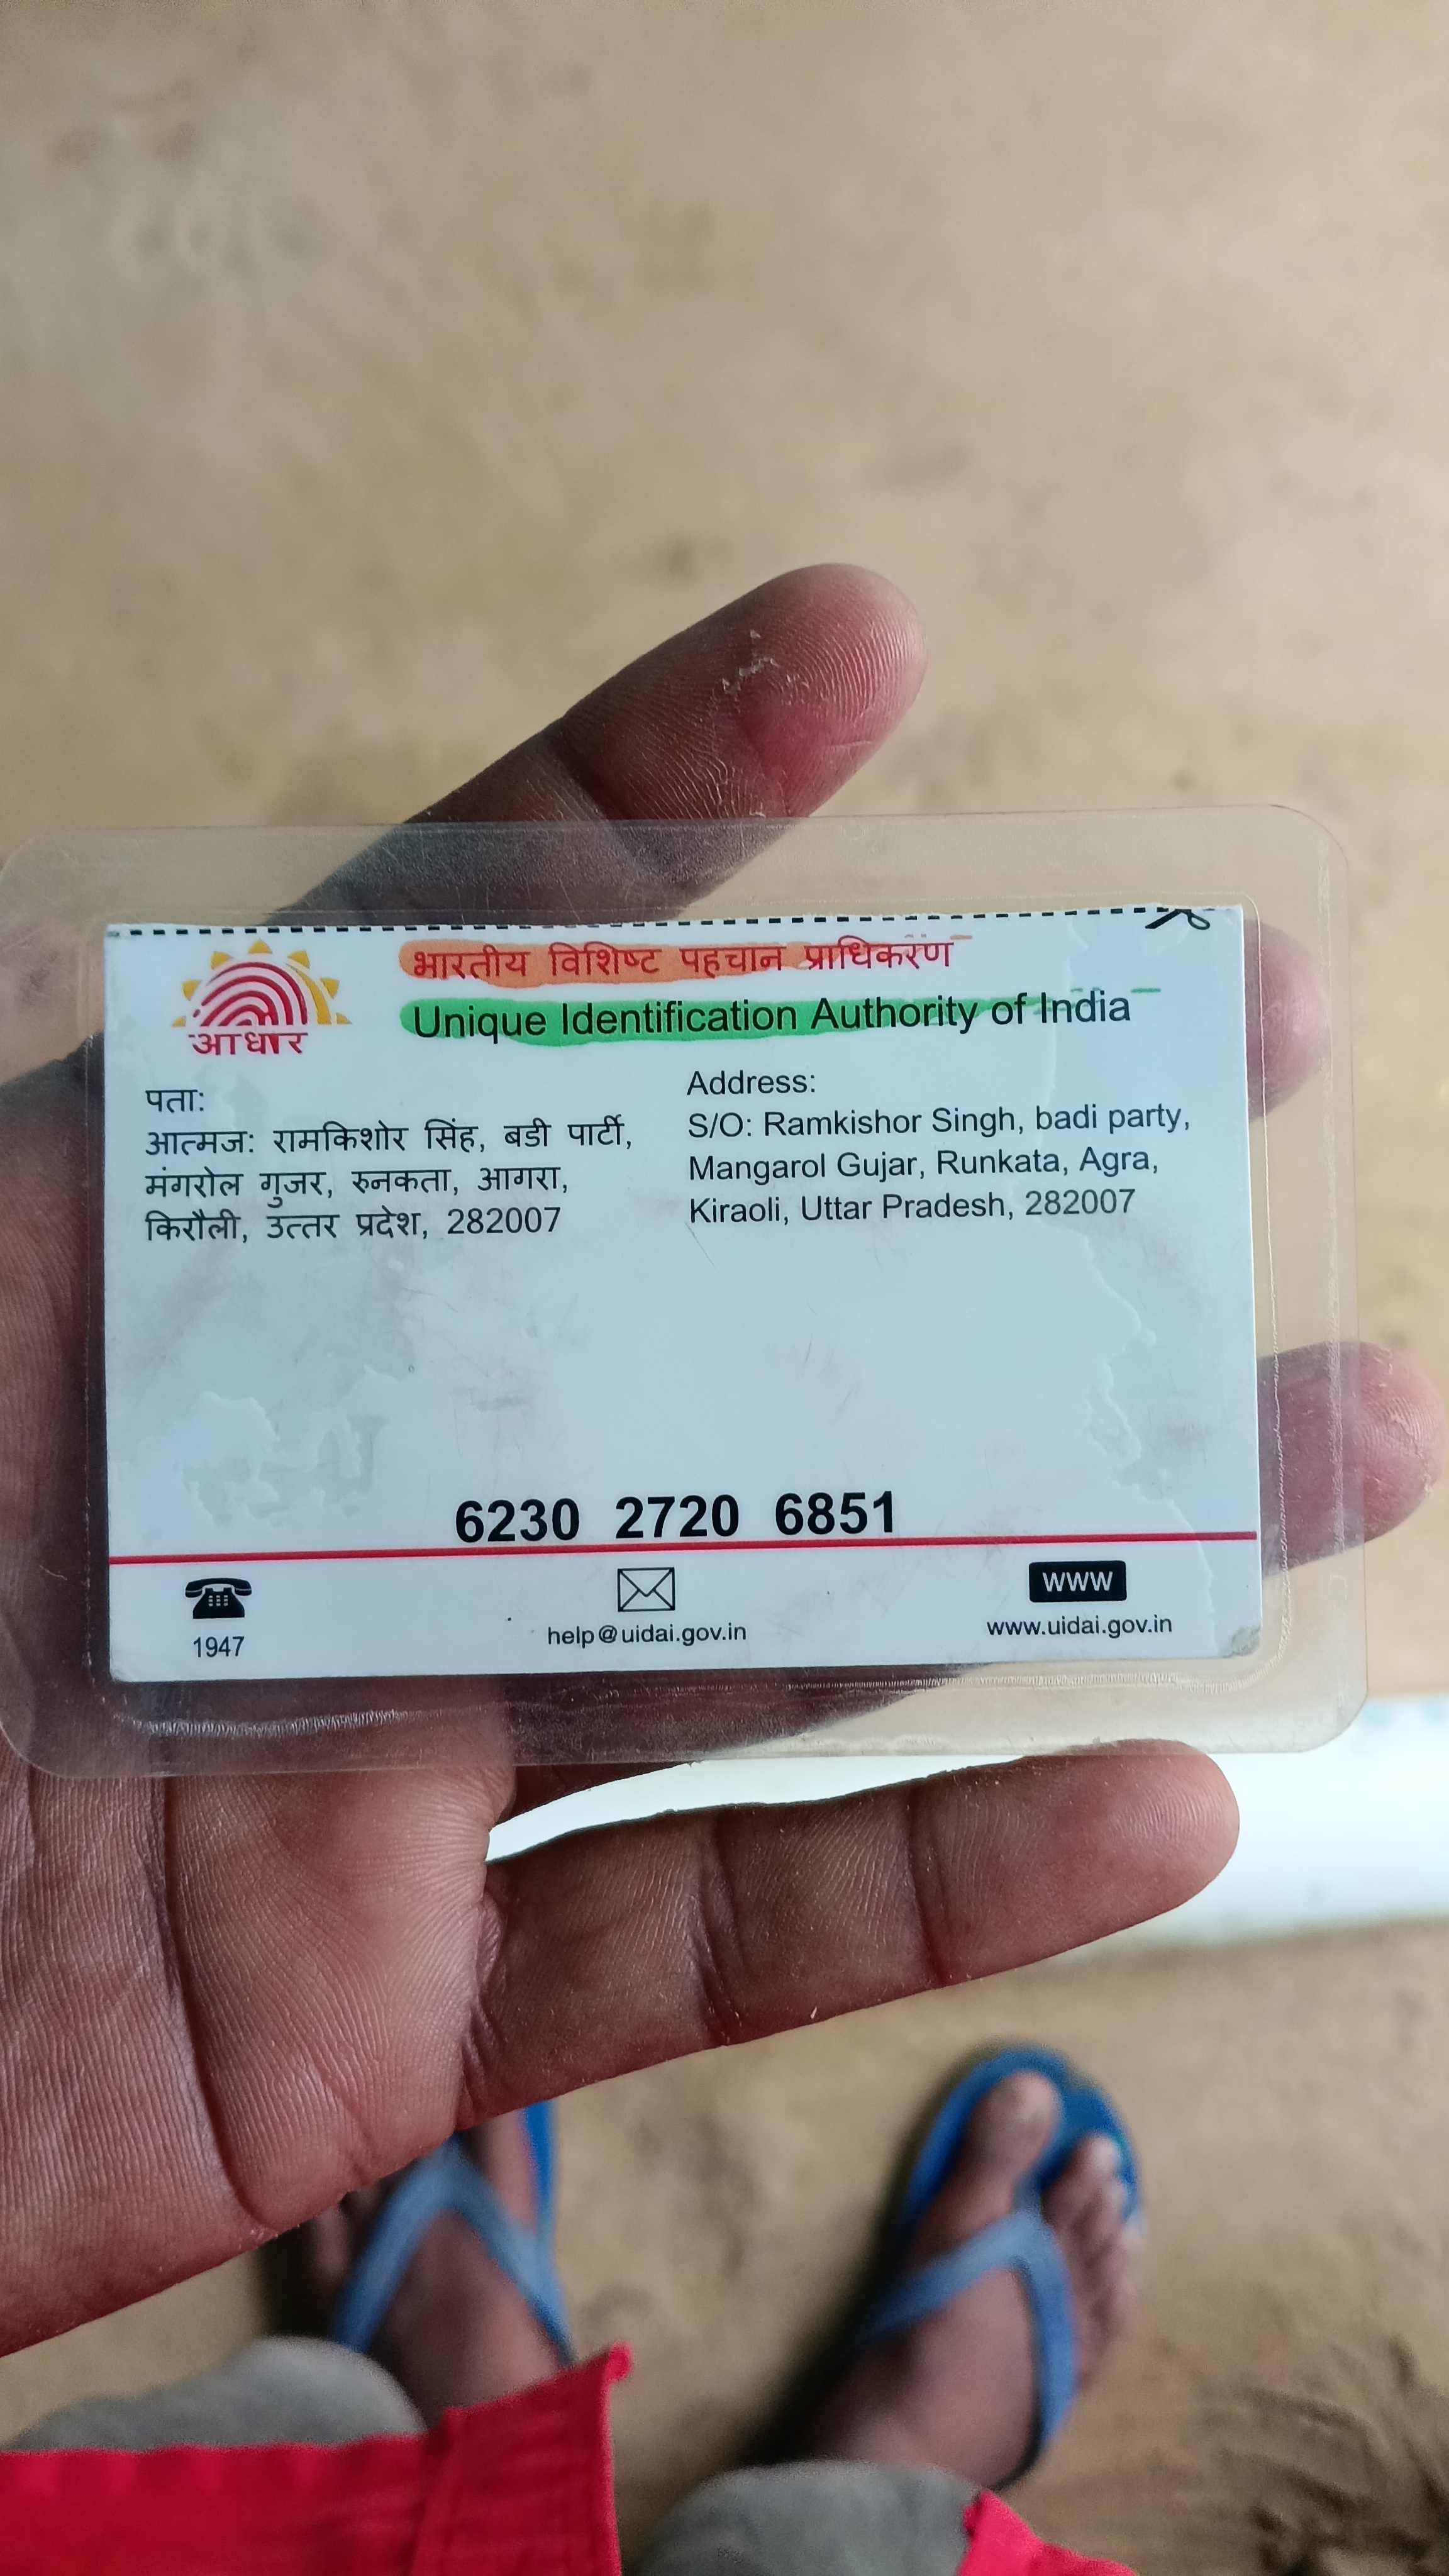 आधार
भारतीय विशिष्ट पहचान प्राधिकरण
Unique Identification Authority of India
पता:
आत्मज: रामकिशोर सिंह, बडी पार्टी,
मंगरोल गुजर, रुनकता, आगरा,
किरौली, उत्तर प्रदेश, 282007
Address:
S/O: Ramkishor Singh, badi party,
Mangarol Gujar, Runkata, Agra,
Kiraoli, Uttar Pradesh, 282007
6230 2720 6851
1947
help@uidai.gov.in
www
www.uidai.gov.in